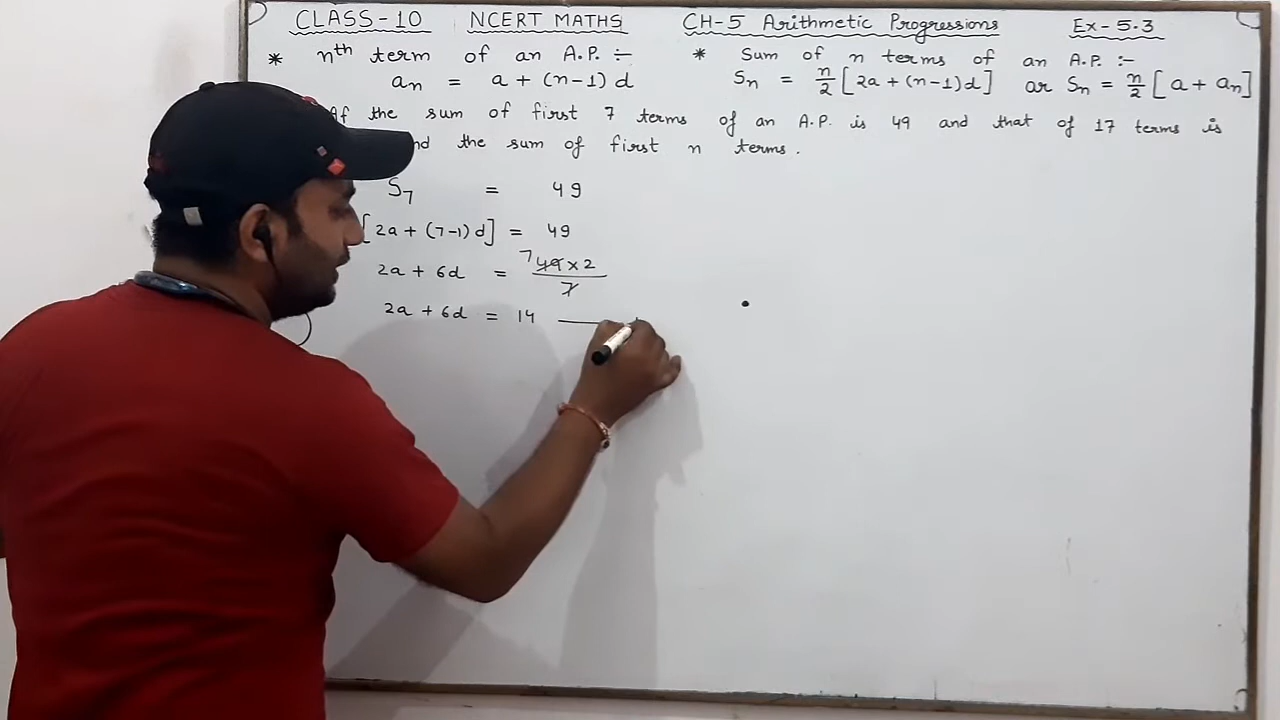 CLASS-10 NCERT MATHS CH-5 Arithmetic Progressions Ex-5.3
* nth term of an A.P. :- * Sum of n terms of an A.P. :-
an = a + (n-1) d Sn = n/2 [2a + (n-1)d] or Sn = n/2 [a + an]
If the sum of first 7 terms of an A.P. is 49 and that of 17 terms is
the sum of first n terms.
S7 = 49
[2a + (7-1) d] = 49
2a + 6d = 7 49 × 2 / 7
2a + 6d = 14